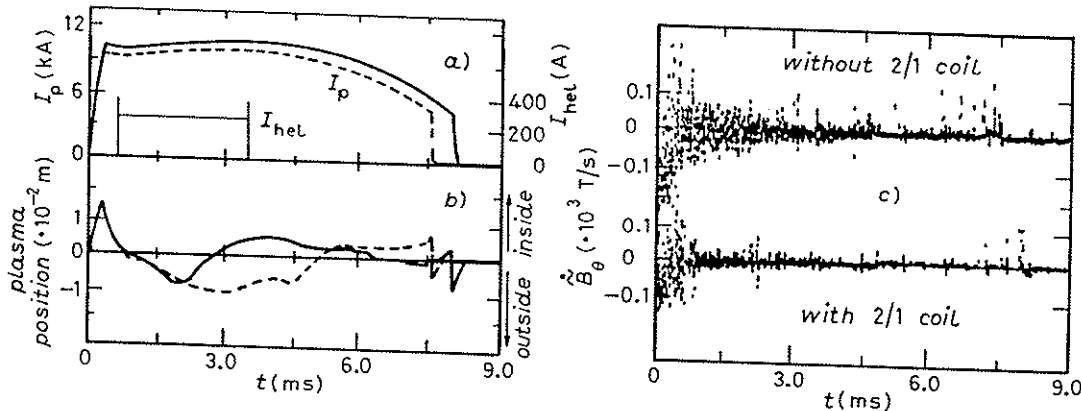 I_p (kA)
12
9
6
3
0
a)
I_p
I_hel
400
200
0
I_hel (A)
plasma
position (•10^-2 m)
1
0
-1
b)
outside inside
0
3.0
6.0
9.0
t(ms)
without 2/1 coil
0.1
0
-0.1
c)
Ḃ̃_θ (•10^3 T/s)
0.1
0
-0.1
with 2/1 coil
0
3.0
6.0
9.0
t(ms)